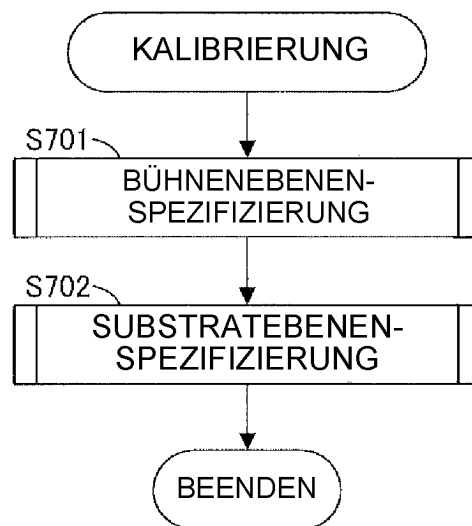 KALIBRIERUNG
S701
BÜHNENEBENEN-
SPEZIFIZIERUNG
S702
SUBSTRATEBENEN-
SPEZIFIZIERUNG
BEENDEN